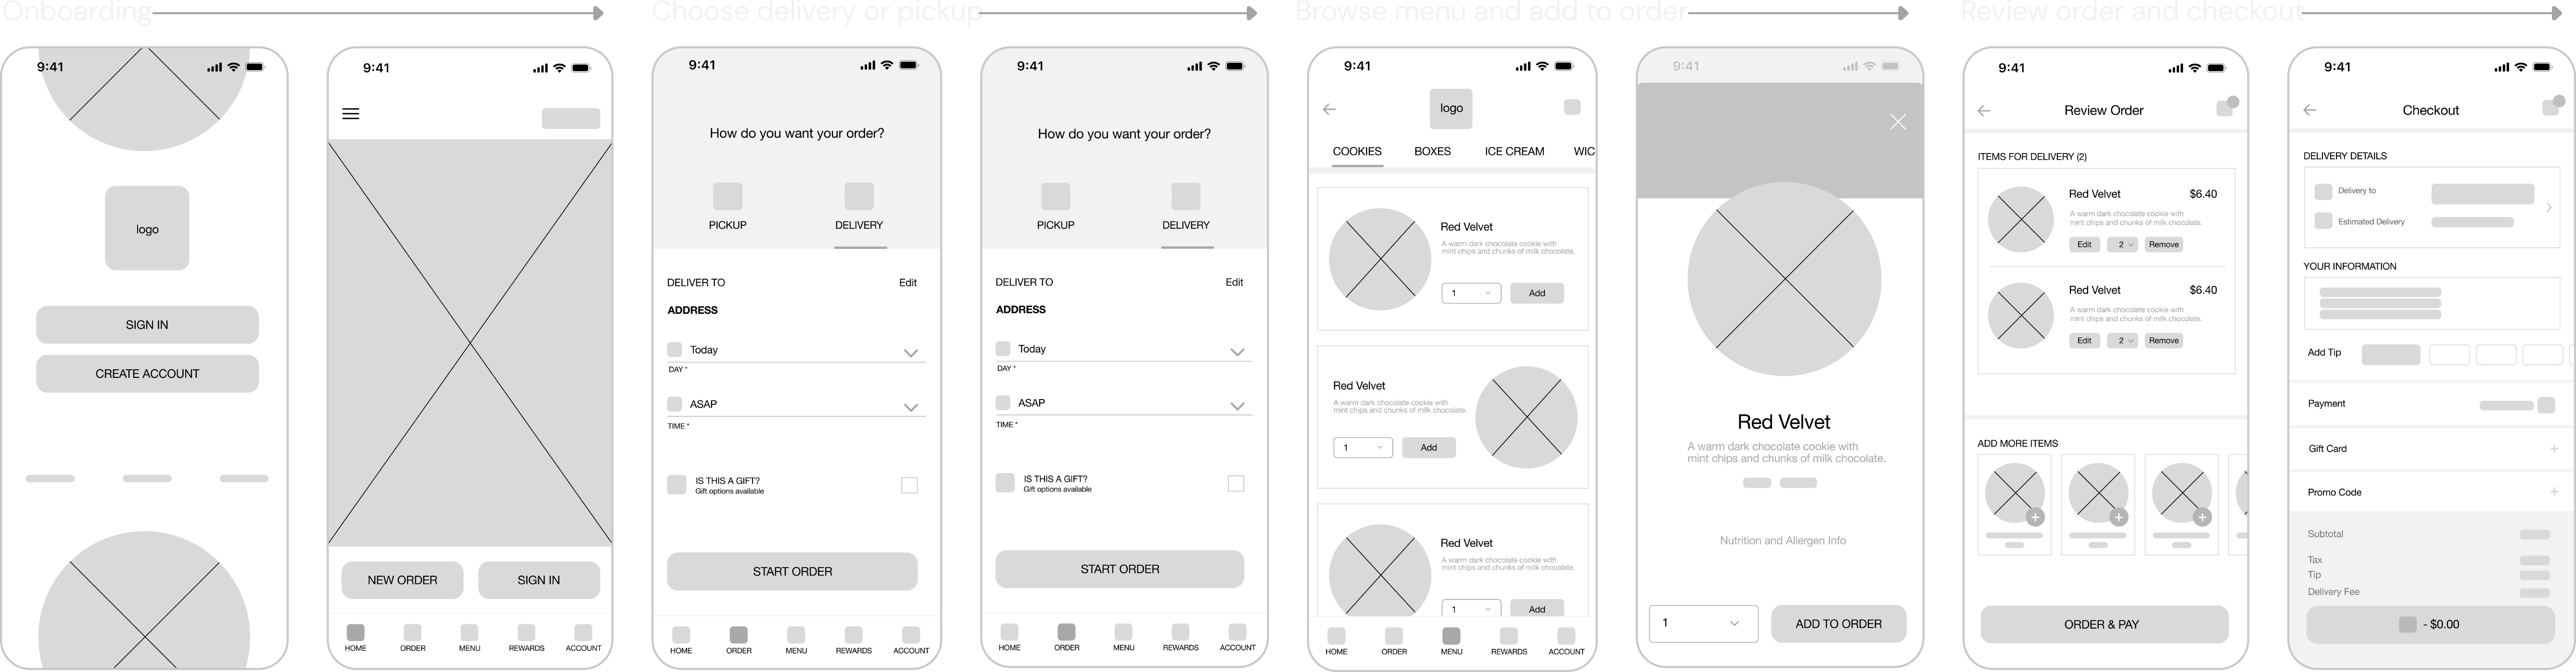 Onboarding
Choose delivery or pickup
Browse menu and add to order
Review order and checkout
9:41
logo
SIGN IN
CREATE ACCOUNT
9:41
NEW ORDER
SIGN IN
HOME
ORDER
MENU
REWARDS
ACCOUNT
9:41
How do you want your order?
PICKUP
DELIVERY
DELIVER TO
Edit
ADDRESS
Today
DAY *
ASAP
TIME *
IS THIS A GIFT?
Gift options available
START ORDER
HOME
ORDER
MENU
REWARDS
ACCOUNT
9:41
How do you want your order?
PICKUP
DELIVERY
DELIVER TO
Edit
ADDRESS
Today
DAY *
ASAP
TIME *
IS THIS A GIFT?
Gift options available
START ORDER
HOME
ORDER
MENU
REWARDS
ACCOUNT
9:41
logo
COOKIES
BOXES
ICE CREAM
WIC
Red Velvet
A warm dark chocolate cookie with
mint chips and chunks of milk chocolate.
1
Add
Red Velvet
A warm dark chocolate cookie with
mint chips and chunks of milk chocolate.
1
Add
Red Velvet
A warm dark chocolate cookie with
mint chips and chunks of milk chocolate.
1
Add
HOME
ORDER
MENU
REWARDS
ACCOUNT
9:41
Red Velvet
A warm dark chocolate cookie with
mint chips and chunks of milk chocolate.
Nutrition and Allergen Info
1
ADD TO ORDER
9:41
Review Order
ITEMS FOR DELIVERY (2)
Red Velvet
$6.40
A warm dark chocolate cookie with
mint chips and chunks of milk chocolate.
Edit
2
Remove
Red Velvet
$6.40
A warm dark chocolate cookie with
mint chips and chunks of milk chocolate.
Edit
2
Remove
ADD MORE ITEMS
ORDER & PAY
9:41
Checkout
DELIVERY DETAILS
Delivery to
Estimated Delivery
YOUR INFORMATION
Add Tip
Payment
Gift Card
Promo Code
Subtotal
Tax
Tip
Delivery Fee
- $0.00